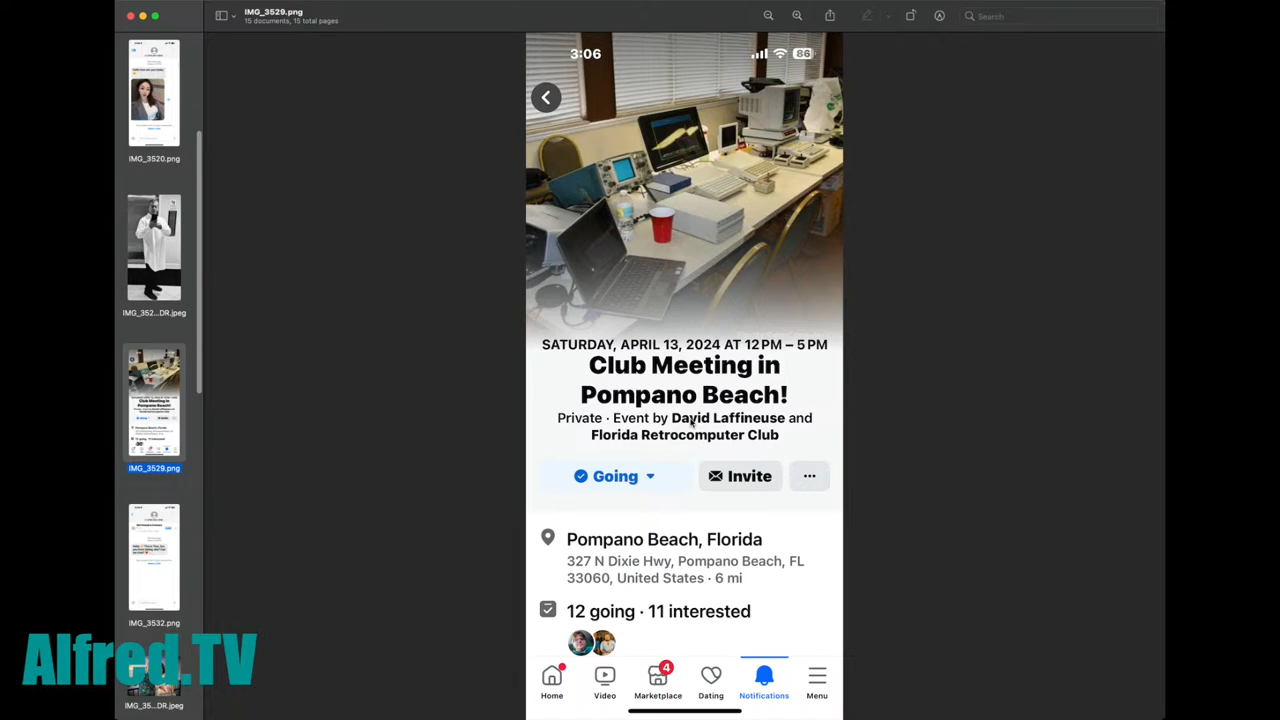 IMG_3529.png
15 documents, 15 total pages
Search
IMG_3520.png
IMG_352...DR.jpeg
IMG_3529.png
IMG_3532.png
IMG_35...R.jpeg
Alfred.TV
3:06
86
SATURDAY, APRIL 13, 2024 AT 12 PM – 5 PM
Club Meeting in
Pompano Beach!
Private · Event by David Laffineuse and
Florida Retrocomputer Club
Going
Invite
Pompano Beach, Florida
327 N Dixie Hwy, Pompano Beach, FL
33060, United States · 6 mi
12 going · 11 interested
4
Home Video Marketplace Dating Notifications Menu